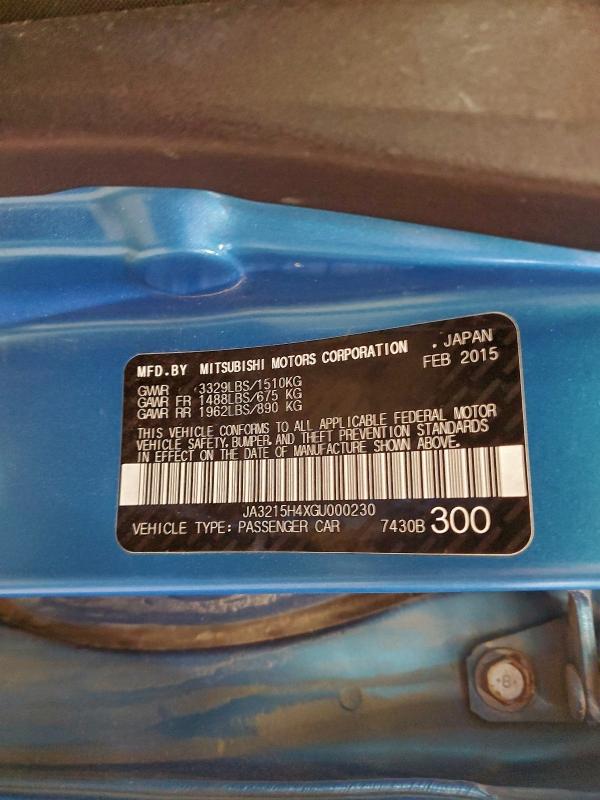 MFD.BY MITSUBISHI MOTORS CORPORATION . JAPAN
FEB 2015
GVWR 3329LBS/1510KG
GAWR FR 1488LBS/675 KG
GAWR RR 1962LBS/890 KG
THIS VEHICLE CONFORMS TO ALL APPLICABLE FEDERAL MOTOR
VEHICLE SAFETY, BUMPER, AND THEFT PREVENTION STANDARDS
IN EFFECT ON THE DATE OF MANUFACTURE SHOWN ABOVE.
JA3215H4XGU000230
VEHICLE TYPE: PASSENGER CAR 7430B 300
8